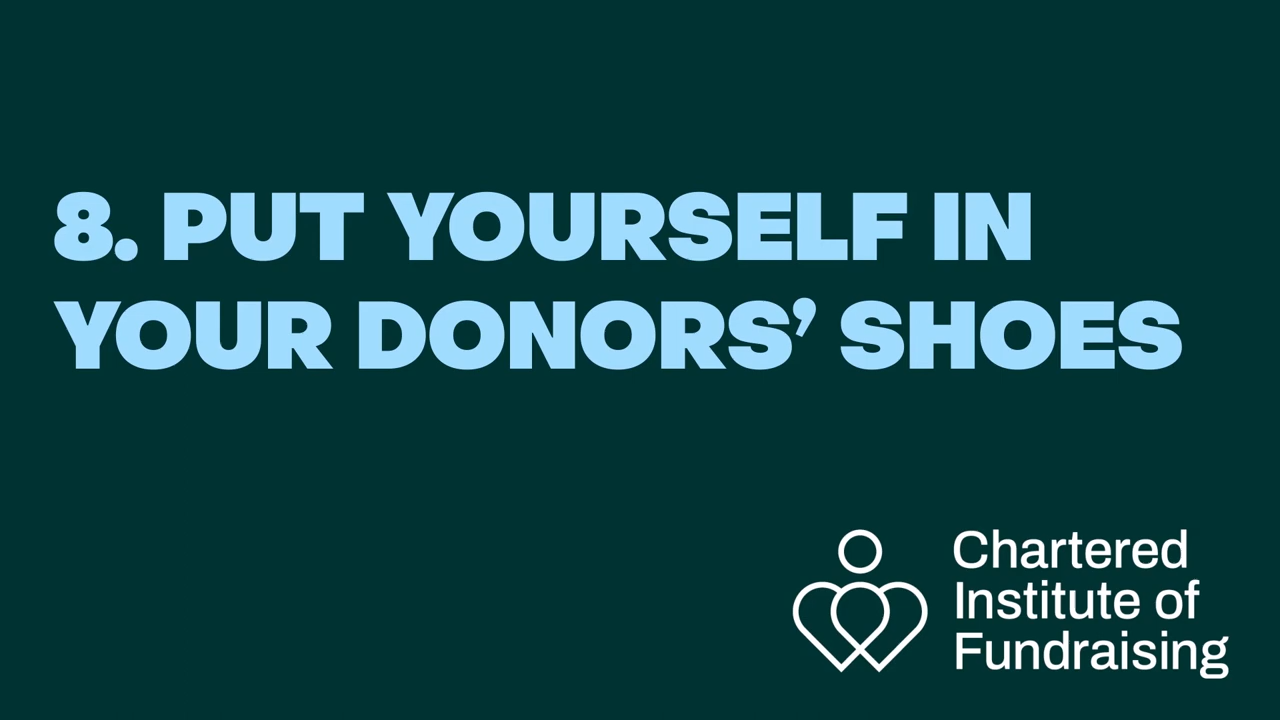 8. PUT YOURSELF IN
YOUR DONORS’ SHOES
Chartered
Institute of
Fundraising